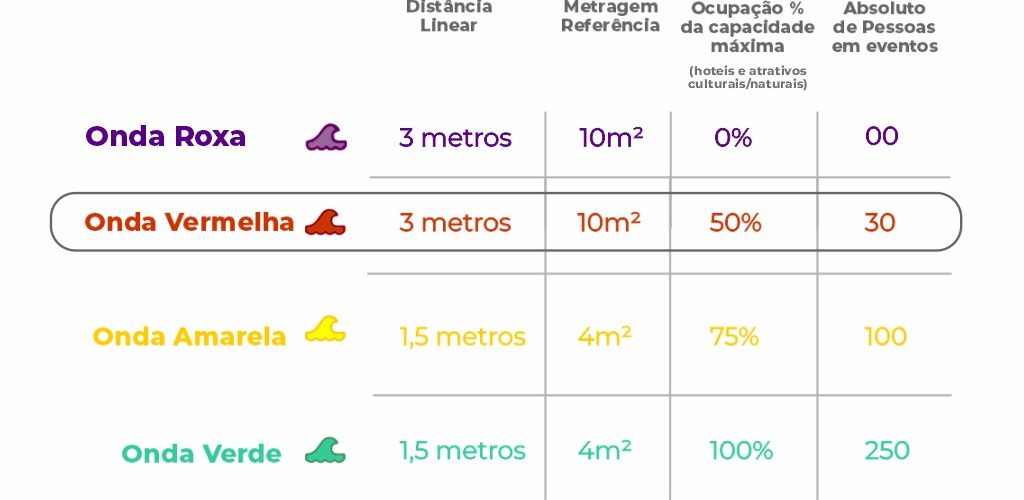 Distância
Linear
Metragem
Referência
Ocupação %
da capacidade
máxima
(hoteis e atrativos
culturais/naturais)
Absoluto
de Pessoas
em eventos
Onda Roxa 3 metros 10m² 0% 00
Onda Vermelha 3 metros 10m² 50% 30
Onda Amarela 1,5 metros 4m² 75% 100
Onda Verde 1,5 metros 4m² 100% 250